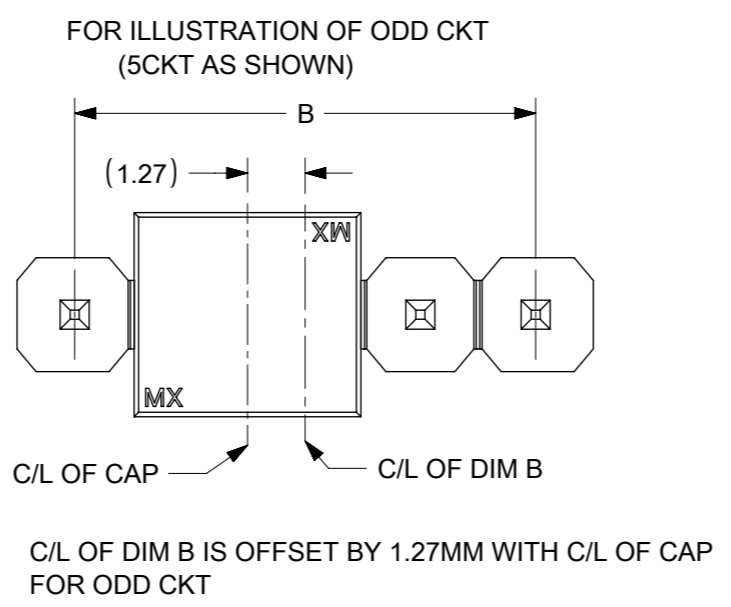 FOR ILLUSTRATION OF ODD CKT
(5CKT AS SHOWN)
B
(1.27)
MX
MX
C/L OF CAP
C/L OF DIM B
C/L OF DIM B IS OFFSET BY 1.27MM WITH C/L OF CAP
FOR ODD CKT